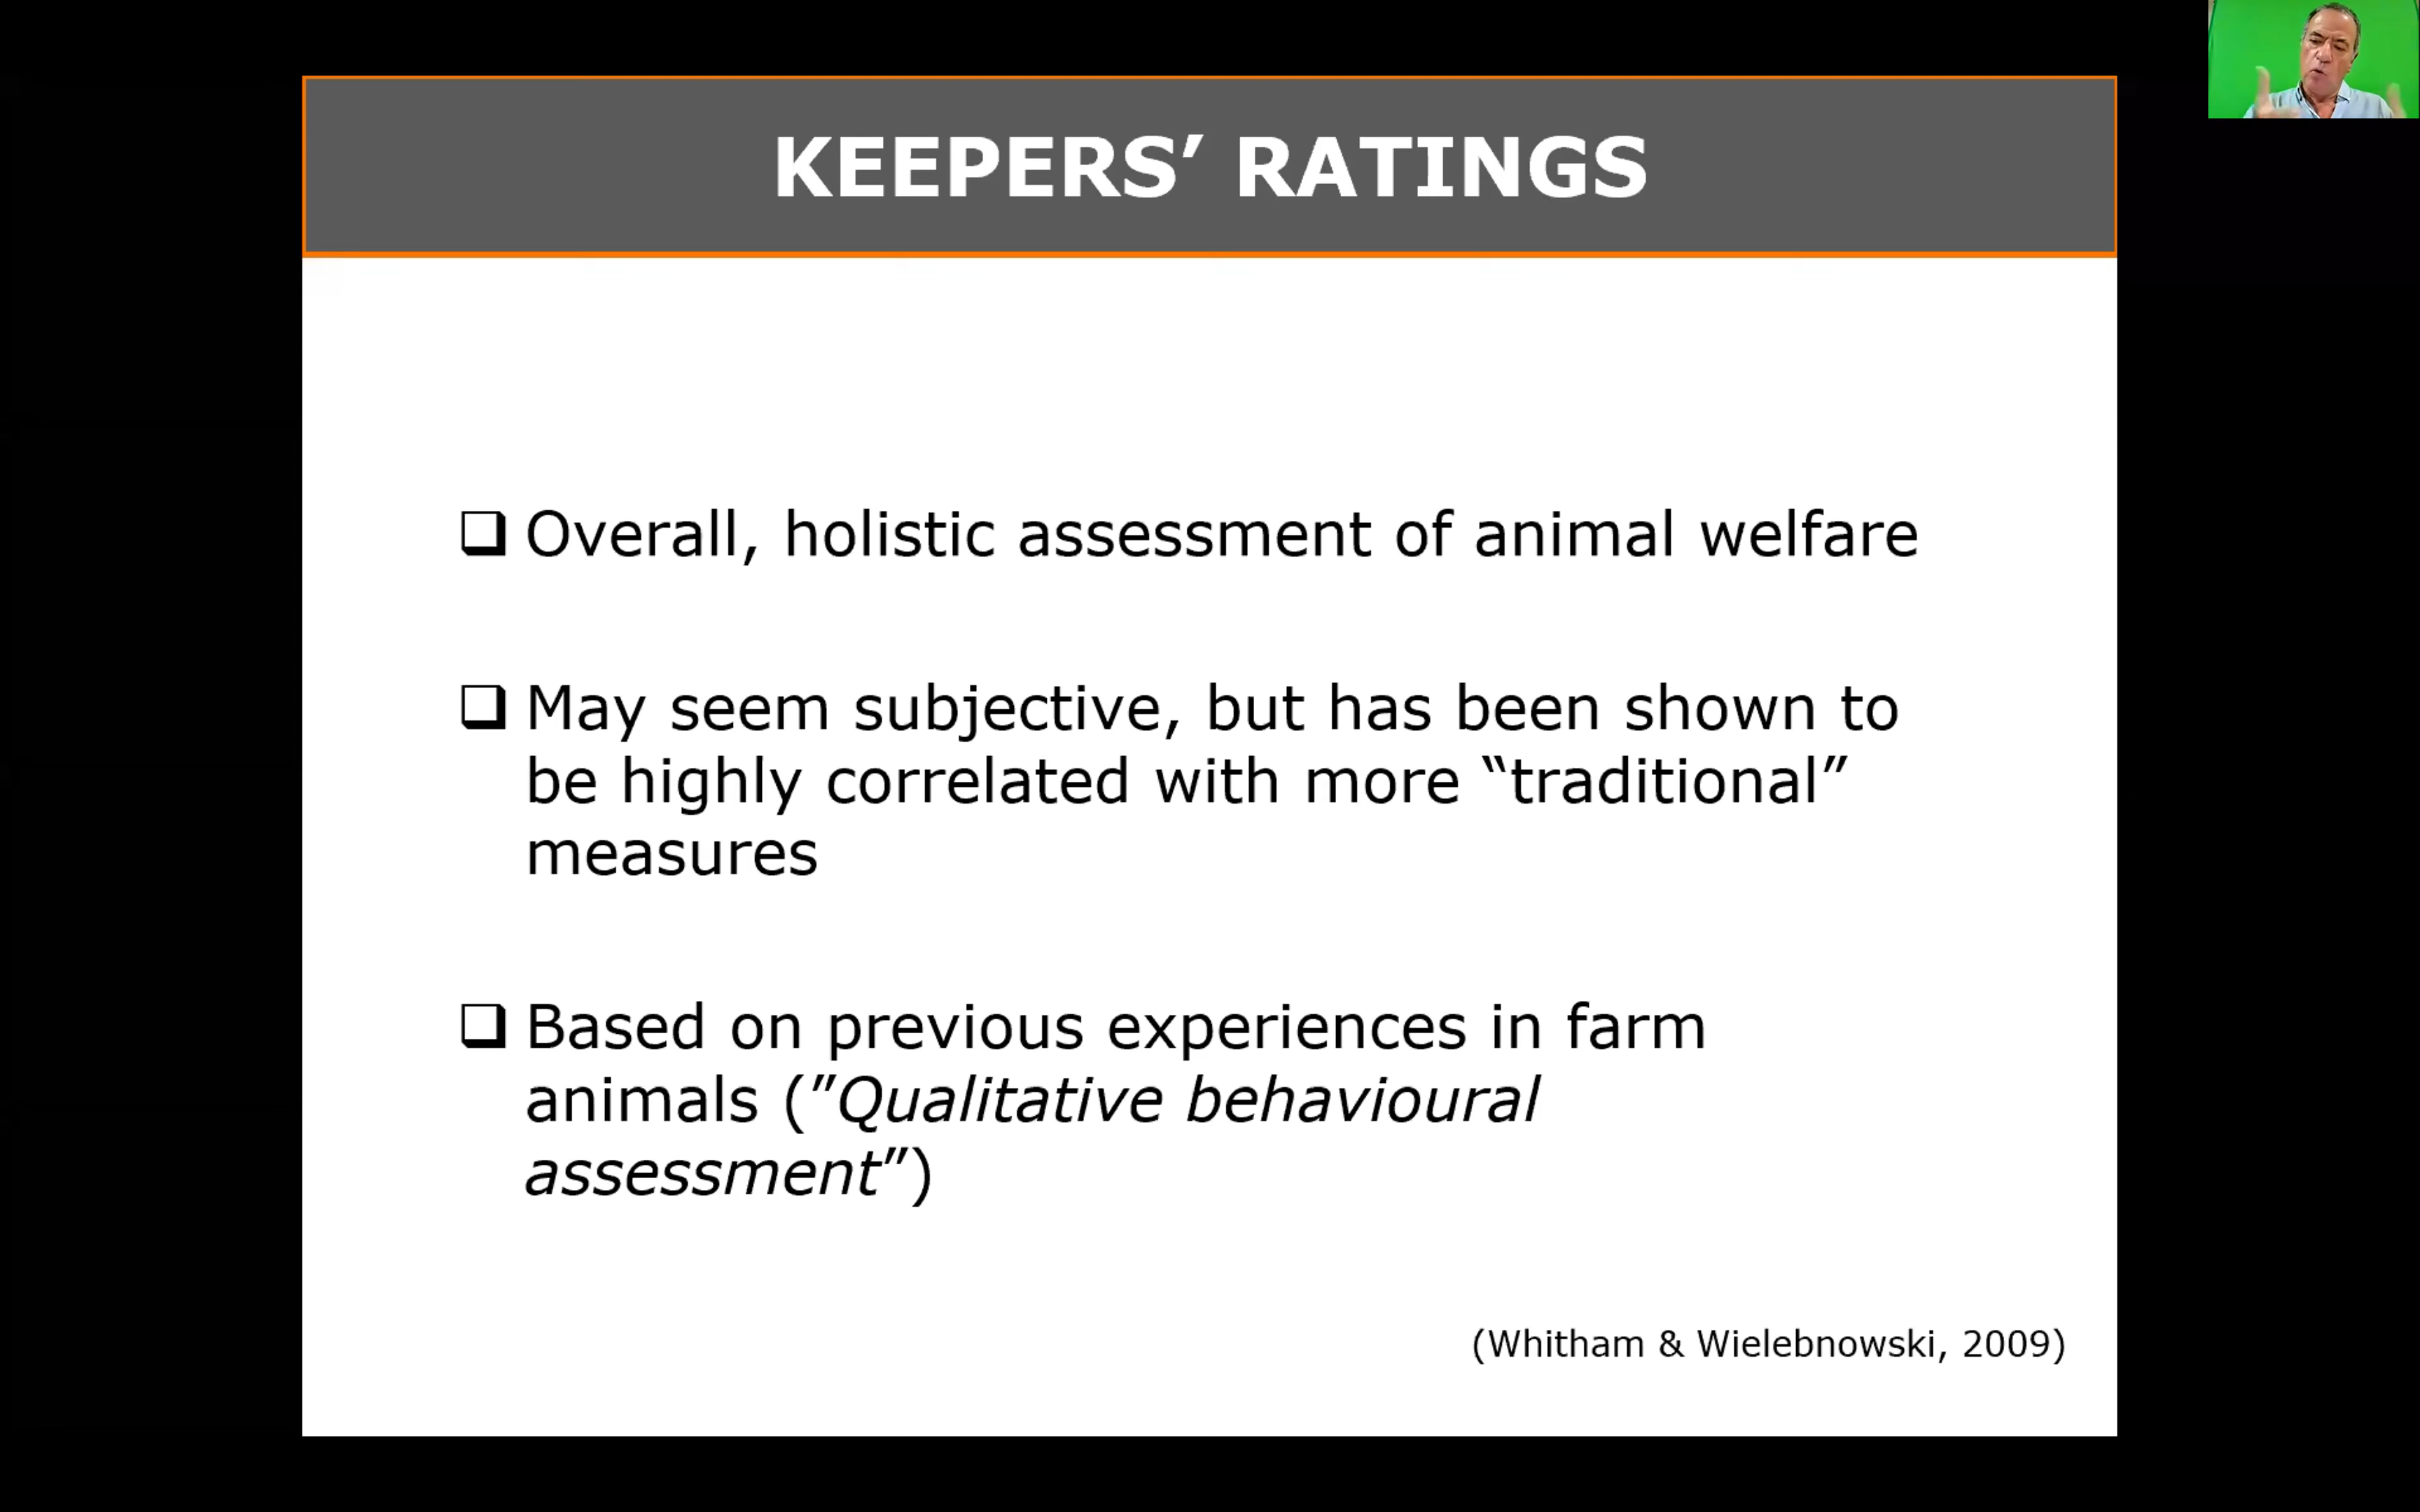 KEEPERS’ RATINGS
❑ Overall, holistic assessment of animal welfare
❑ May seem subjective, but has been shown to
be highly correlated with more “traditional”
measures
❑ Based on previous experiences in farm
animals (”Qualitative behavioural
assessment”)
(Whitham & Wielebnowski, 2009)